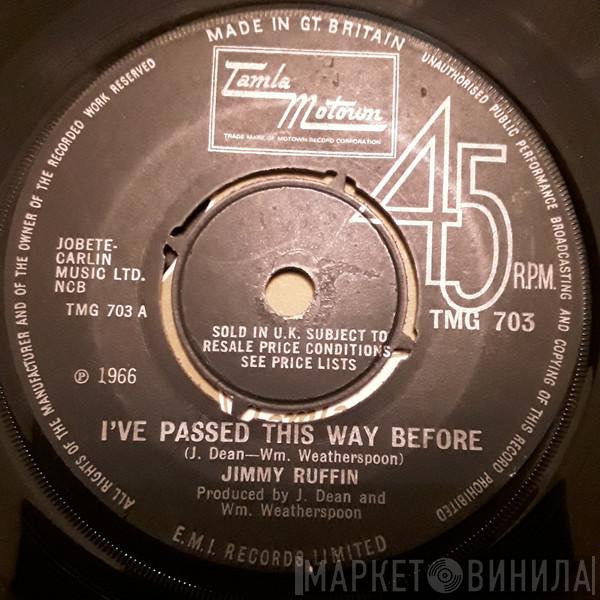 MADE IN GT. BRITAIN
Tamla
Motown
TRADE MARK OF MOTOWN RECORD CORPORATION
45
R.P.M.
TMG 703
JOBETE-
CARLIN
MUSIC LTD.
NCB
TMG 703 A
℗ 1966
SOLD IN U.K. SUBJECT TO
RESALE PRICE CONDITIONS,
SEE PRICE LISTS
I'VE PASSED THIS WAY BEFORE
(J. Dean—Wm. Weatherspoon)
JIMMY RUFFIN
Produced by J. Dean and
Wm. Weatherspoon
E.M.I. RECORDS LIMITED
ALL RIGHTS OF THE MANUFACTURER AND OF THE OWNER OF THE RECORDED WORK RESERVED
UNAUTHORISED PUBLIC PERFORMANCE BROADCASTING AND COPYING OF THIS RECORD PROHIBITED
МАРКЕТ ВИНИЛА